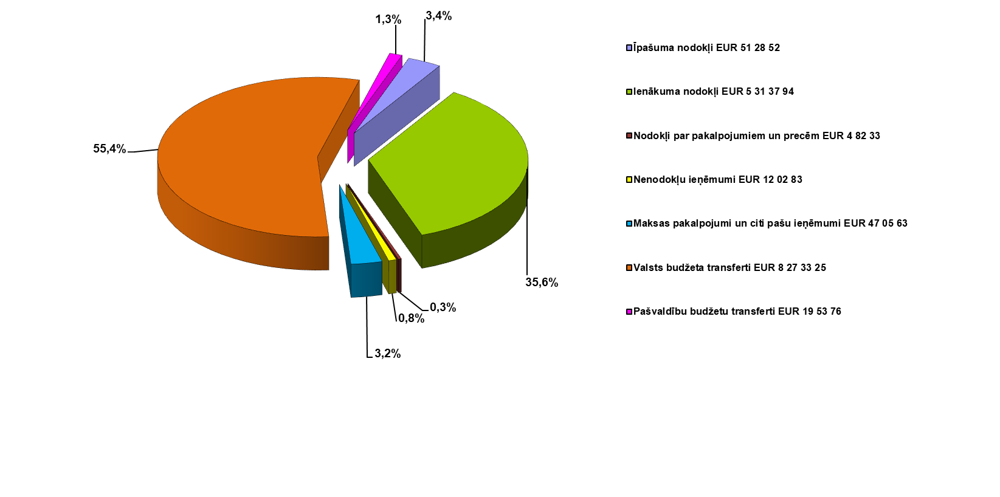 1,3%
3,4%
55,4%
35,6%
0,3%
0,8%
3,2%
Īpašuma nodokļi EUR 51 28 52
Ienākuma nodokļi EUR 5 31 37 94
Nodokļi par pakalpojumiem un precēm EUR 4 82 33
Nenodokļu ieņēmumi EUR 12 02 83
Maksas pakalpojumi un citi pašu ieņēmumi EUR 47 05 63
Valsts budžeta transferti EUR 8 27 33 25
Pašvaldību budžetu transferti EUR 19 53 76